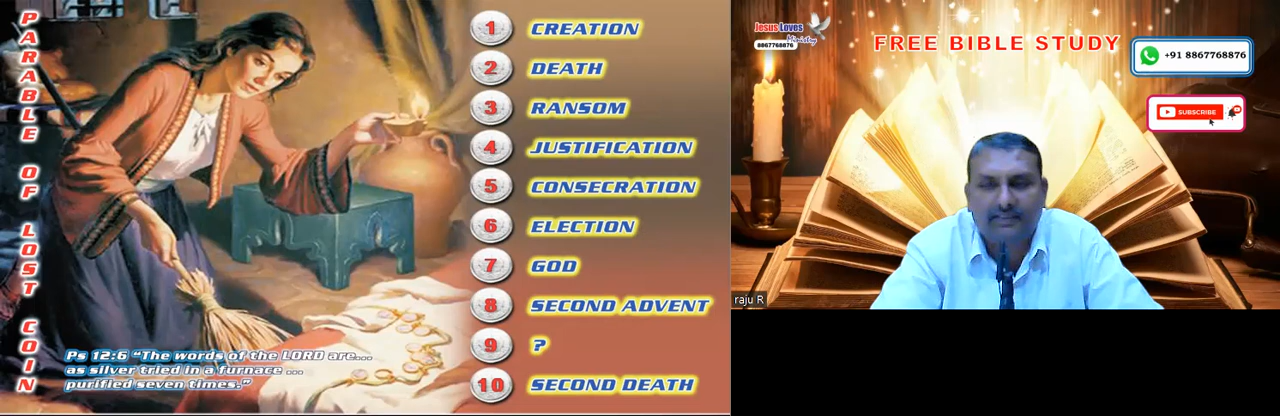 PARABLE OF LOST COIN
1 CREATION
2 DEATH
3 RANSOM
4 JUSTIFICATION
5 CONSECRATION
6 ELECTION
7 GOD
8 SECOND ADVENT
9 ?
10 SECOND DEATH
Ps 12:6 “The words of the LORD are...
as silver tried in a furnace ...
purified seven times.”
Jesus Loves
Ministry
8867768876
FREE BIBLE STUDY
+91 8867768876
SUBSCRIBE
raju R